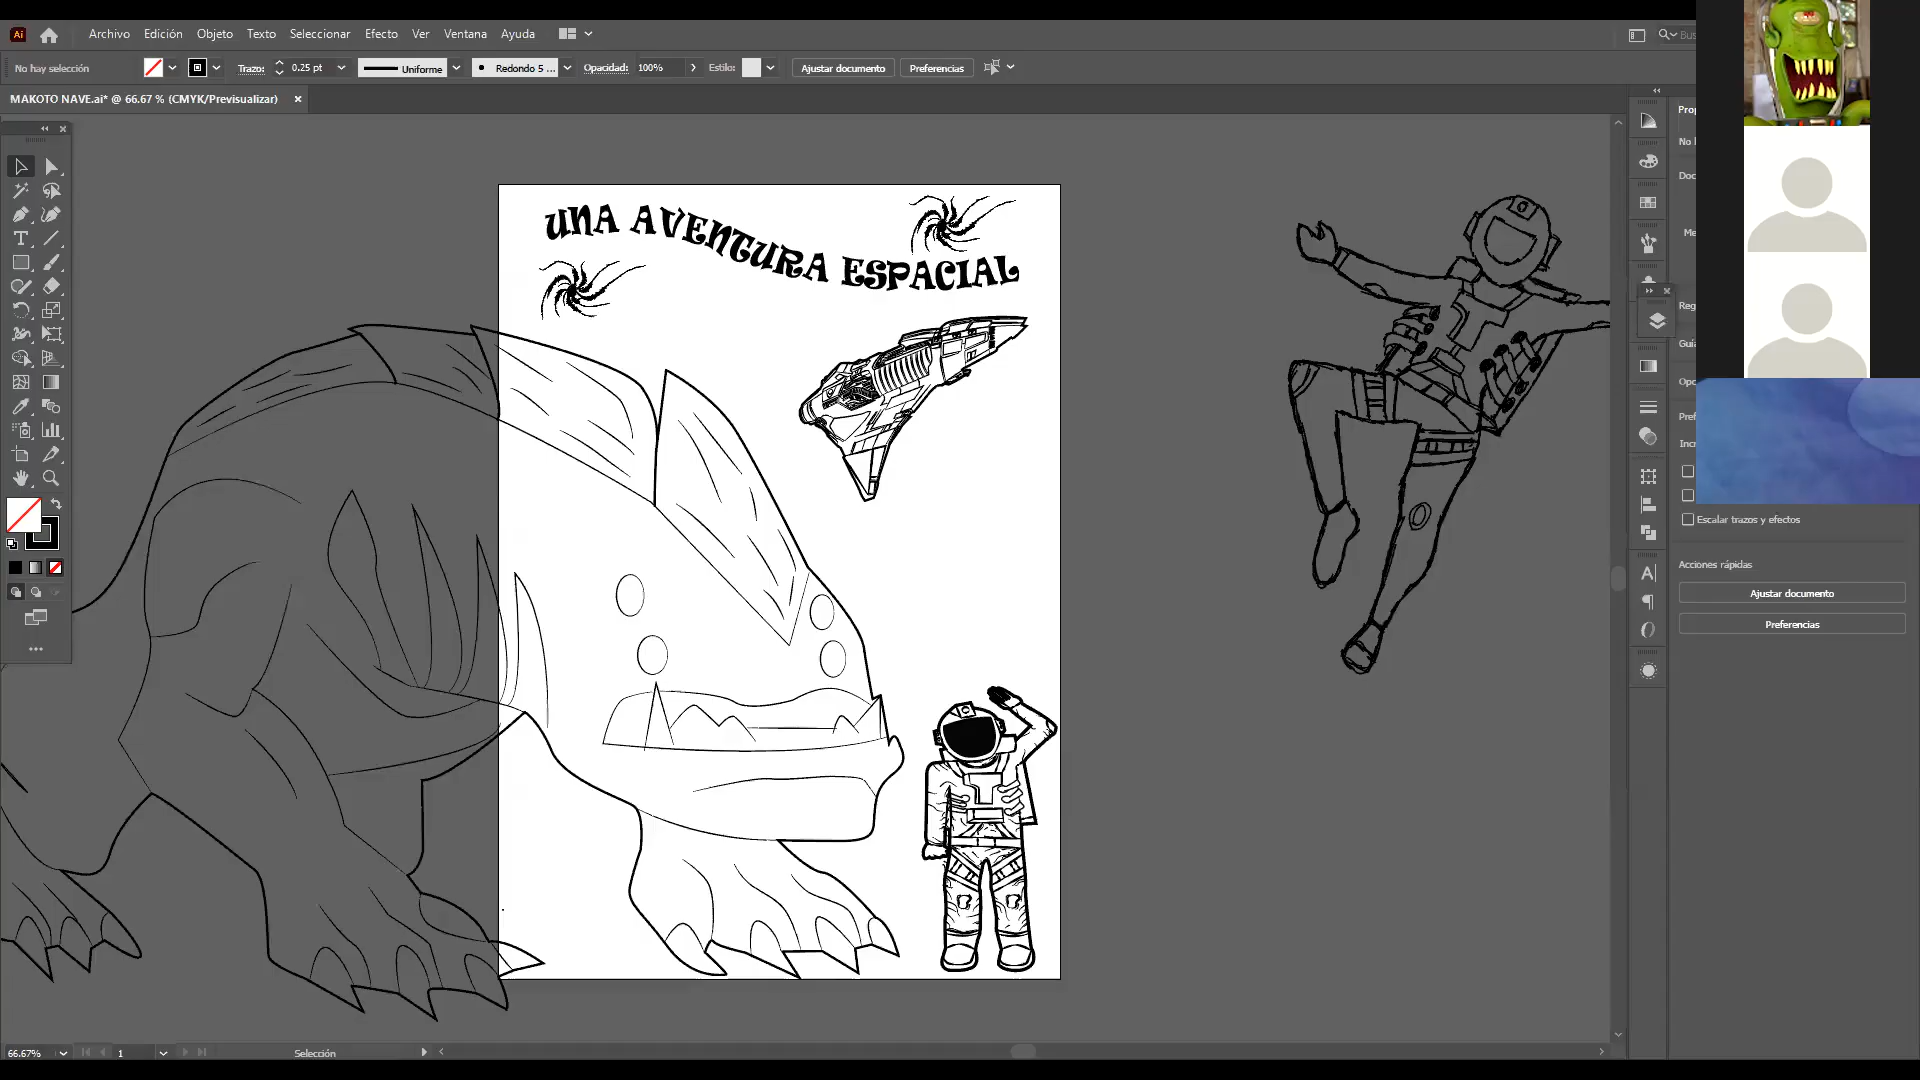 Ai
Archivo Edición Objeto Texto Seleccionar Efecto Ver Ventana Ayuda
No hay selección
Trazo: 0.25 pt
Uniforme
Redondo 5 ...
Opacidad: 100%
Estilo:
Ajustar documento
Preferencias
MAKOTO NAVE.ai* @ 66.67 % (CMYK/Previsualizar)
UNA AVENTURA ESPACIAL
Escalar trazos y efectos
Acciones rápidas
Ajustar documento
Preferencias
66.67%
1
Selección